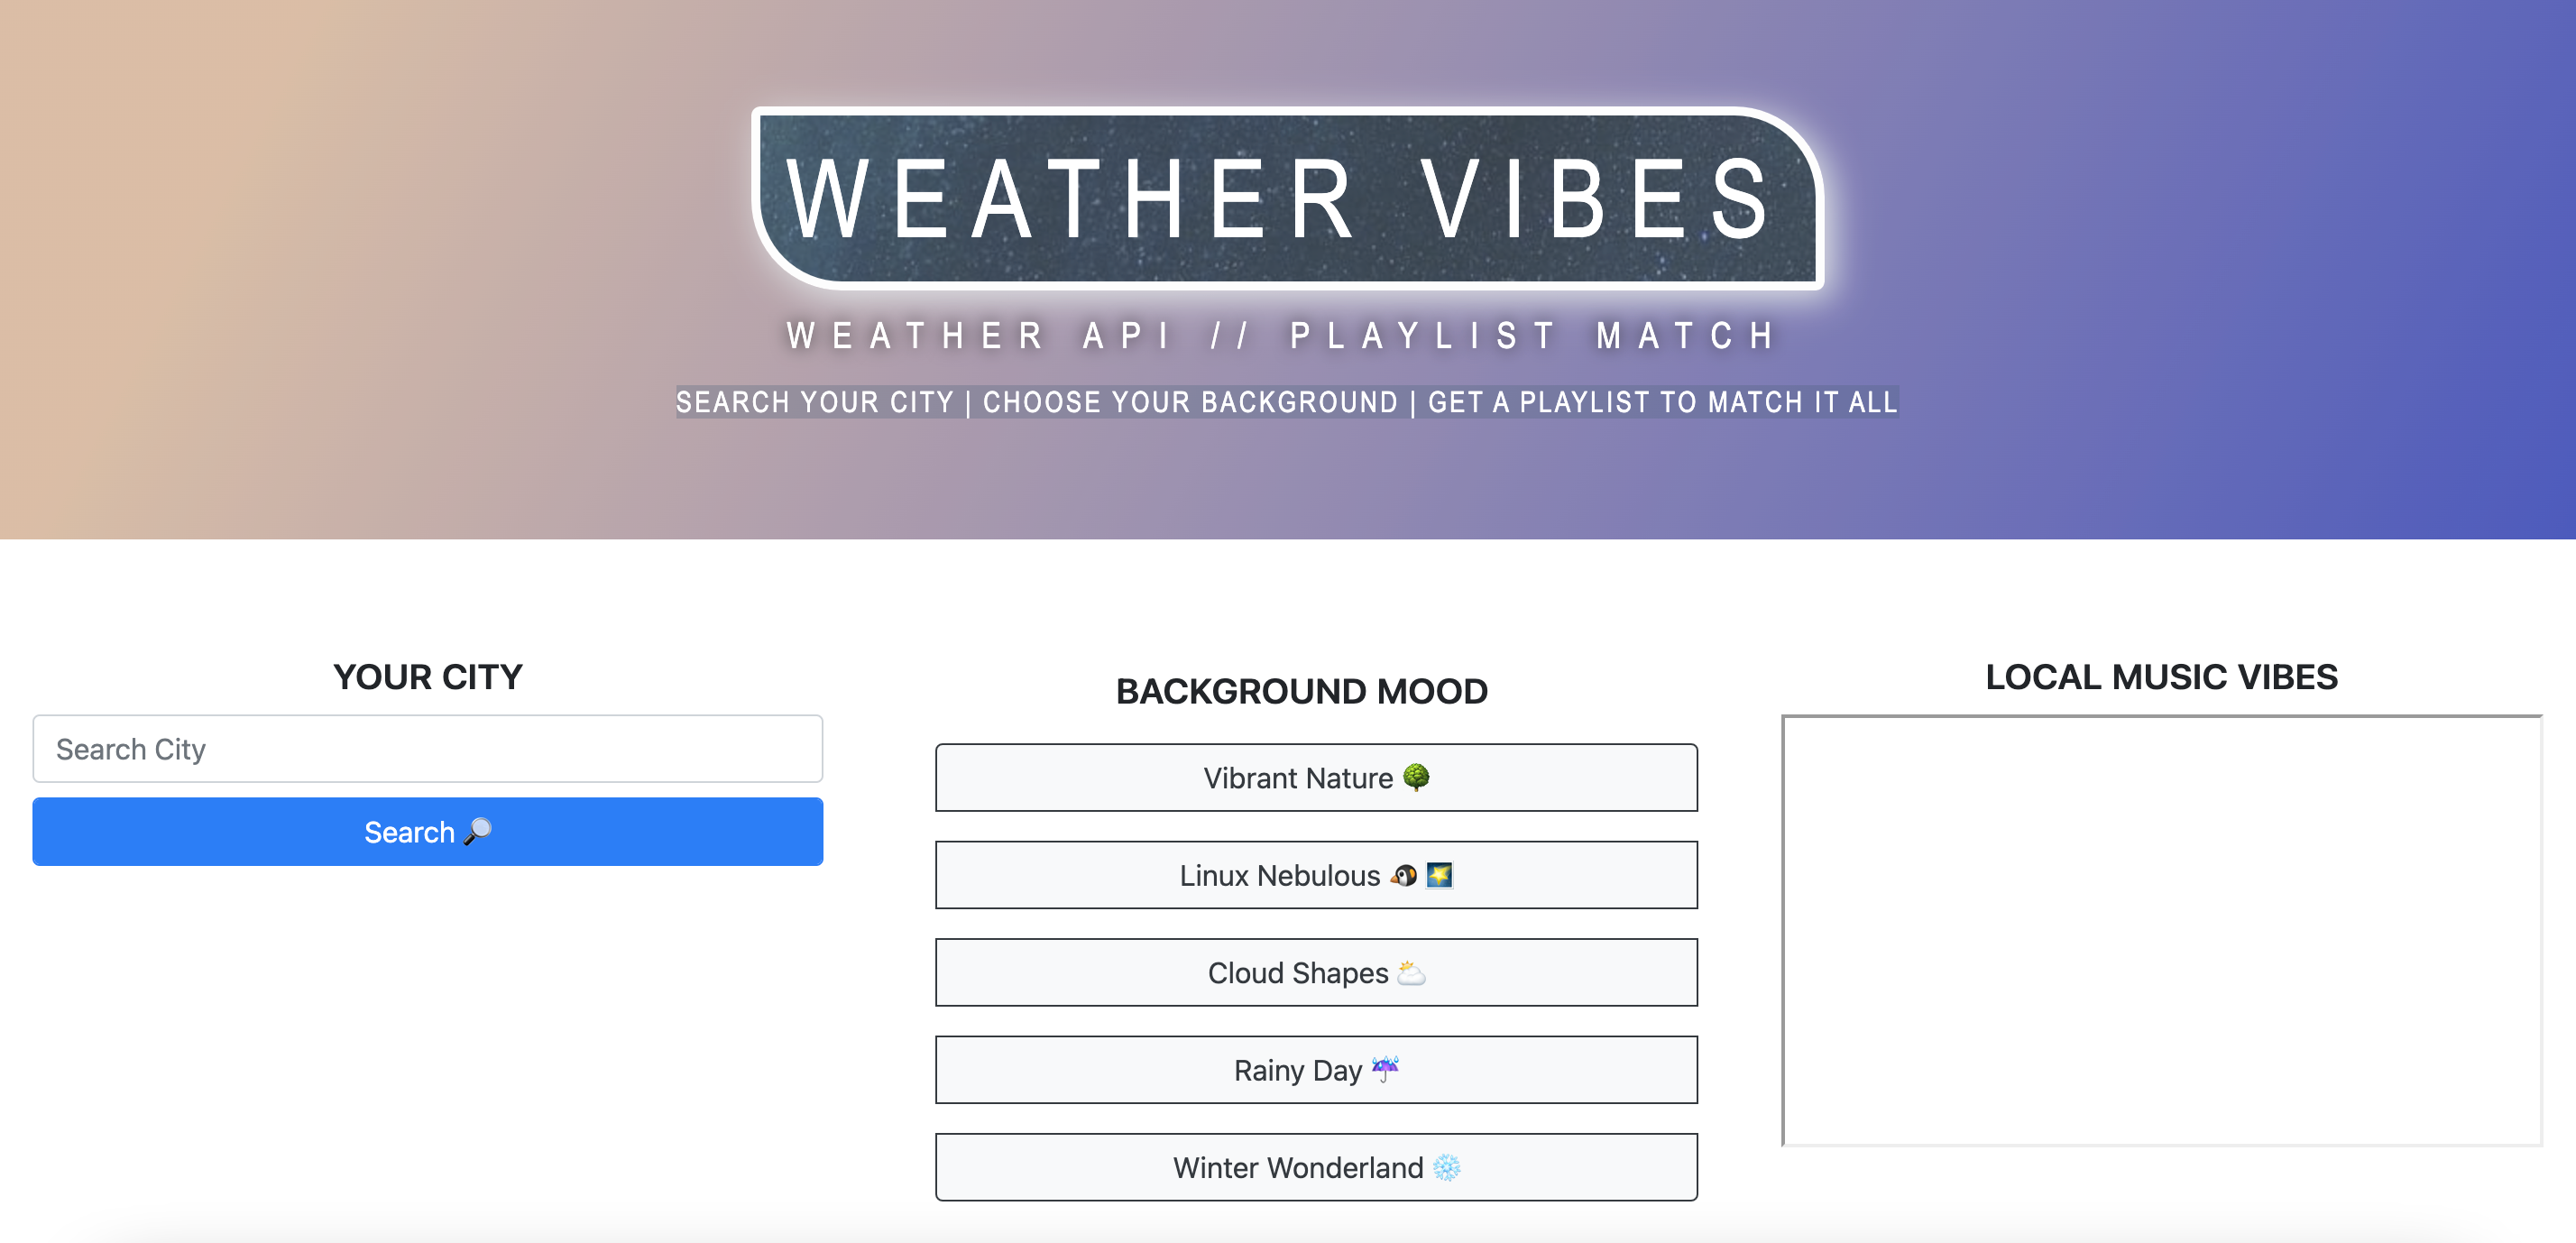 WEATHER VIBES
WEATHER API // PLAYLIST MATCH
SEARCH YOUR CITY | CHOOSE YOUR BACKGROUND | GET A PLAYLIST TO MATCH IT ALL
YOUR CITY
Search City
Search 🔎
BACKGROUND MOOD
Vibrant Nature 🌳
Linux Nebulous 🐧 🌠
Cloud Shapes 🌥️
Rainy Day ☔
Winter Wonderland ❄️
LOCAL MUSIC VIBES